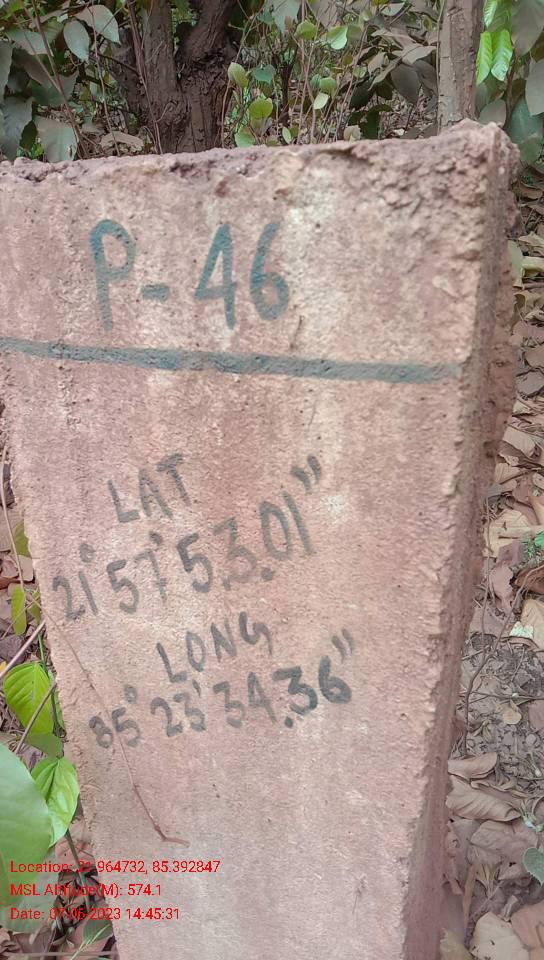 P-46
LAT
21° 57' 53.01"
LONG
85° 23' 34.36"
Location: 21.964732, 85.392847
MSL Altitude(M): 574.1
Date: 07-06-2023 14:45:31